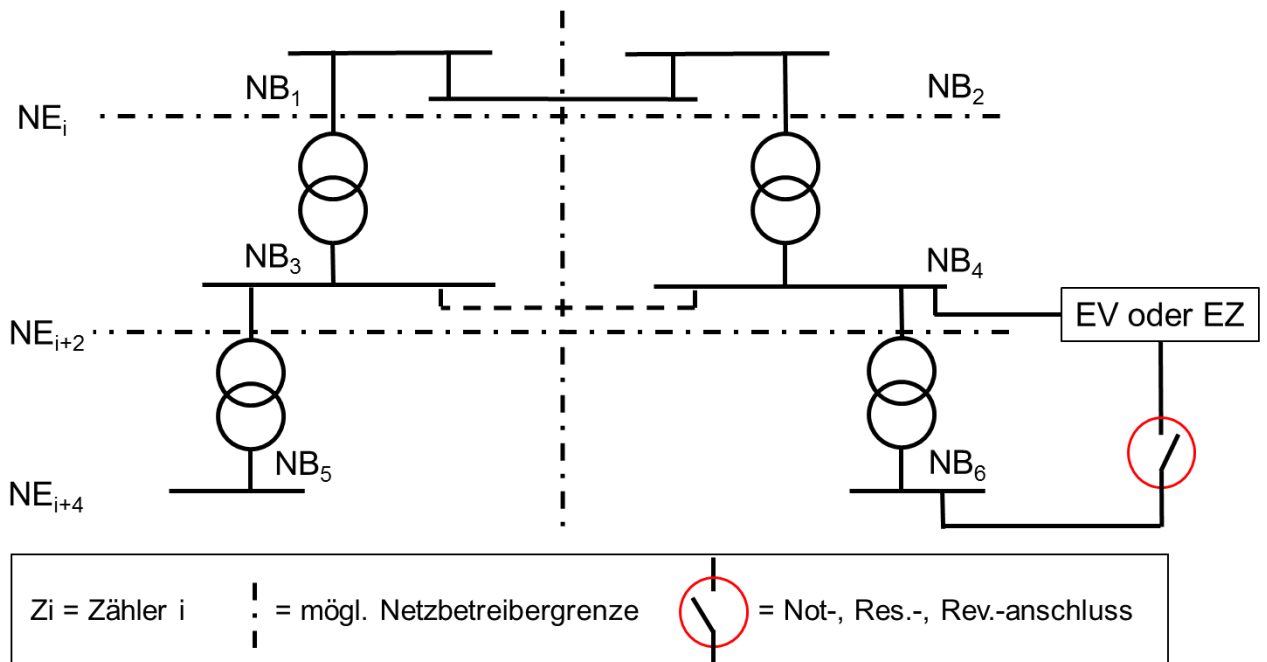 NB₁
NB₂
NEᵢ
NB₃
NB₄
EV oder EZ
NEᵢ₊₂
NB₅
NB₆
NEᵢ₊₄
Zi = Zähler i
= mögl. Netzbetreibergrenze
= Not-, Res.-, Rev.-anschluss